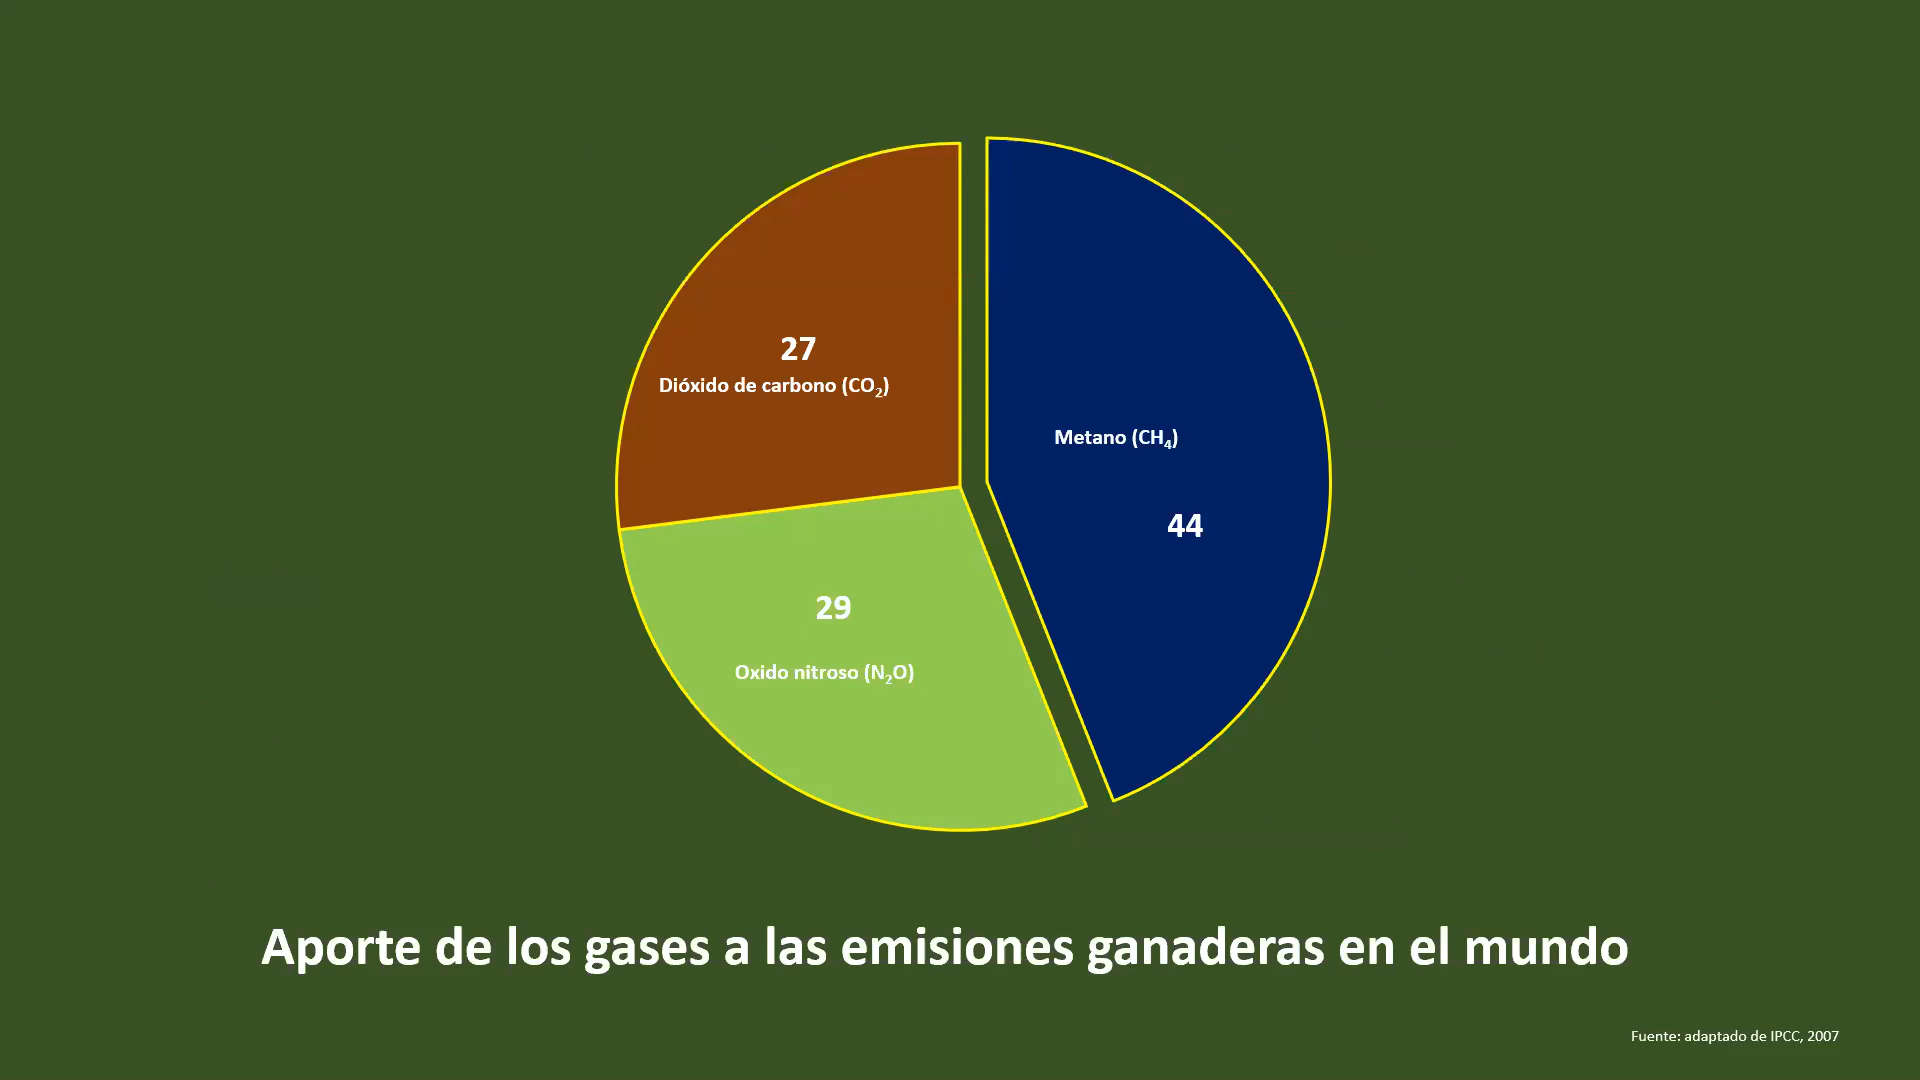 27
Dióxido de carbono (CO₂)
Metano (CH₄)
44
29
Oxido nitroso (N₂O)
Aporte de los gases a las emisiones ganaderas en el mundo
Fuente: adaptado de IPCC, 2007